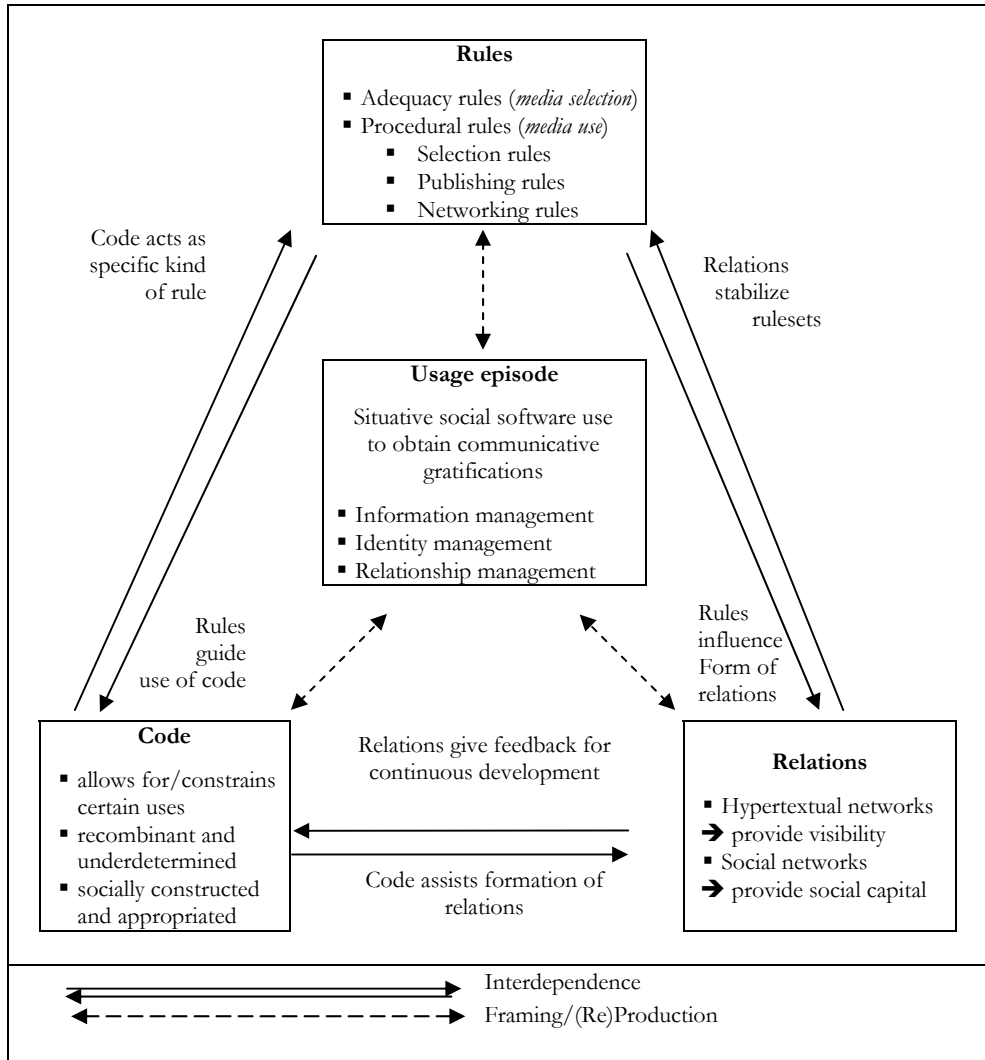 Rules
▪ Adequacy rules (media selection)
▪ Procedural rules (media use)
▪ Selection rules
▪ Publishing rules
▪ Networking rules
Code acts as
specific kind
of rule
Relations
stabilize
rulesets
Usage episode
Situative social software use
to obtain communicative
gratifications
▪ Information management
▪ Identity management
▪ Relationship management
Rules
guide
use of code
Rules
influence
Form of
relations
Code
▪ allows for/constrains
certain uses
▪ recombinant and
underdetermined
▪ socially constructed
and appropriated
Relations give feedback for
continuous development
Code assists formation of
relations
Relations
▪ Hypertextual networks
➔ provide visibility
▪ Social networks
➔ provide social capital
Interdependence
Framing/(Re)Production